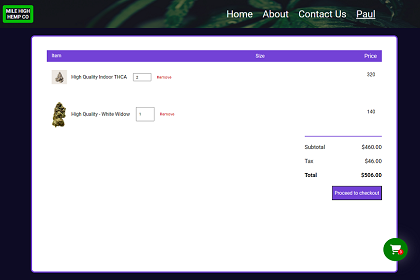 MILE HIGH
HEMP CO
Home About Contact Us Paul
Item Size Price
High Quality Indoor THCA 2 Remove 320
High Quality - White Widow 1 Remove 140
Subtotal $460.00
Tax $46.00
Total $506.00
Proceed to checkout